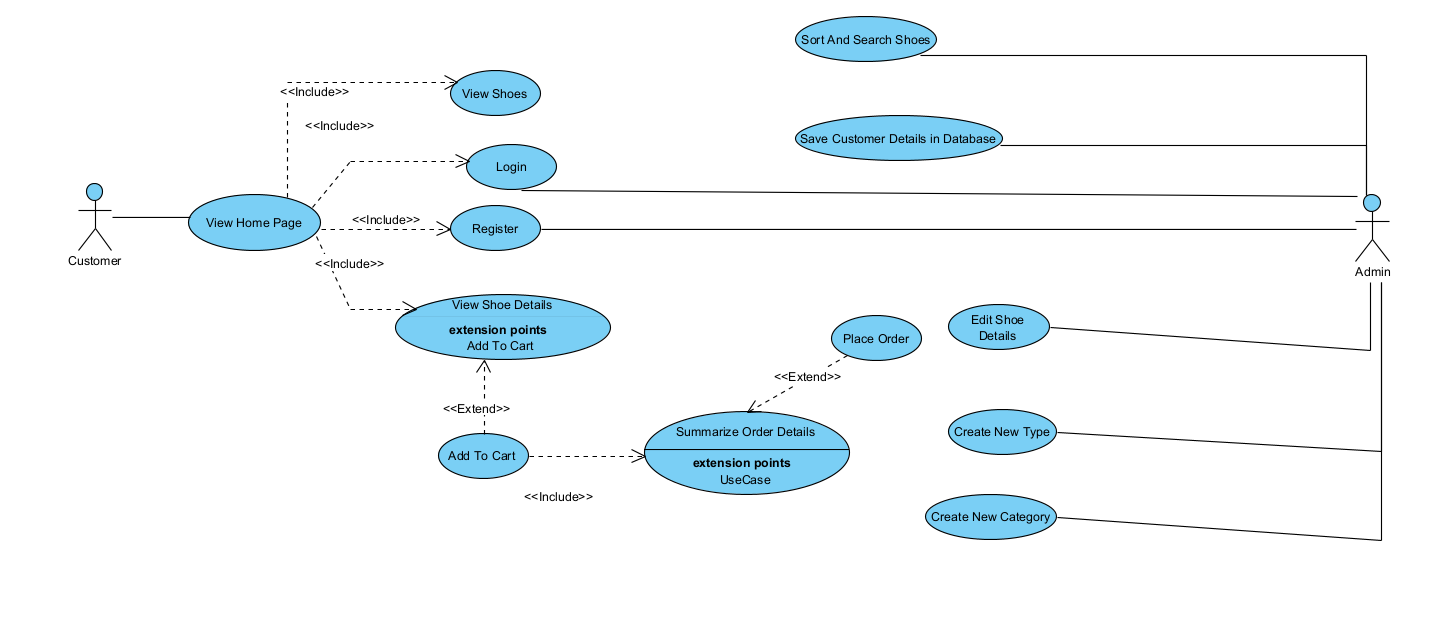 Sort And Search Shoes
<<Include>>
View Shoes
<<Include>>
Save Customer Details in Database
Login
View Home Page
<<Include>>
Register
Customer
<<Include>>
Admin
View Shoe Details
extension points
Add To Cart
Edit Shoe
Details
Place Order
<<Extend>>
<<Extend>>
Summarize Order Details
Create New Type
Add To Cart
extension points
UseCase
<<Include>>
Create New Category